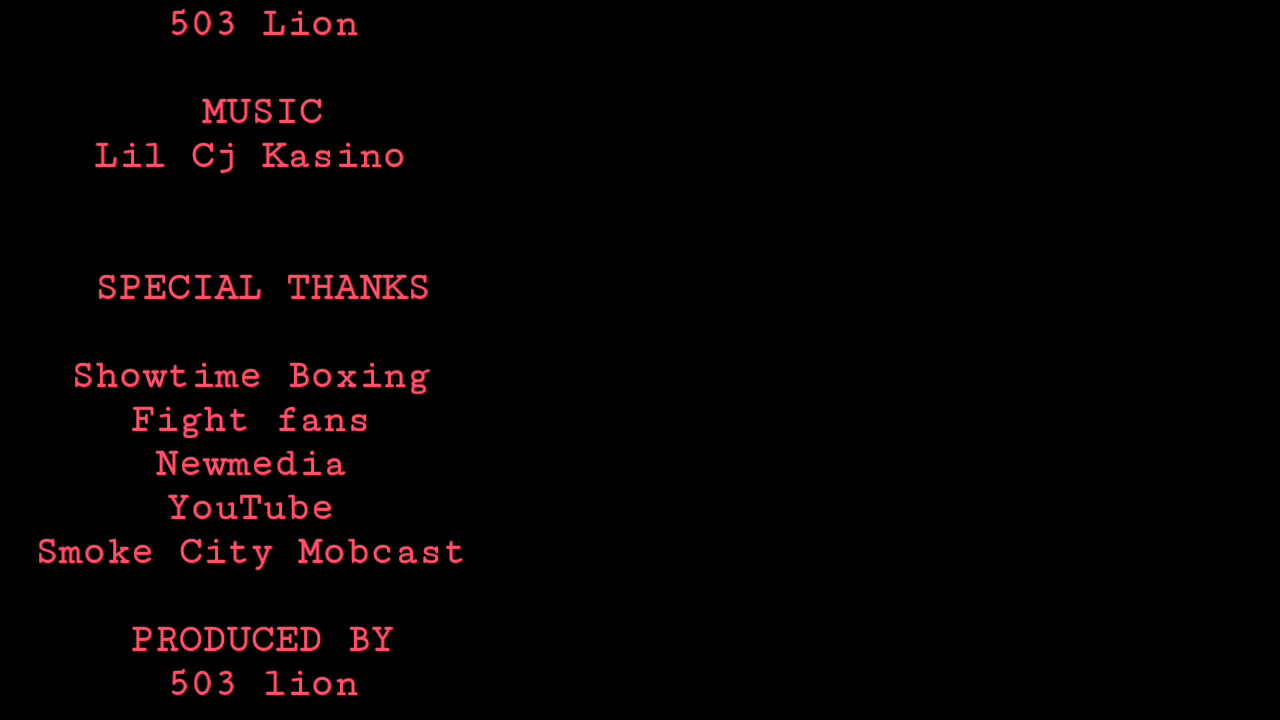 503 Lion
MUSIC
Lil Cj Kasino
SPECIAL THANKS
Showtime Boxing
Fight fans
Newmedia
YouTube
Smoke City Mobcast
PRODUCED BY
503 lion